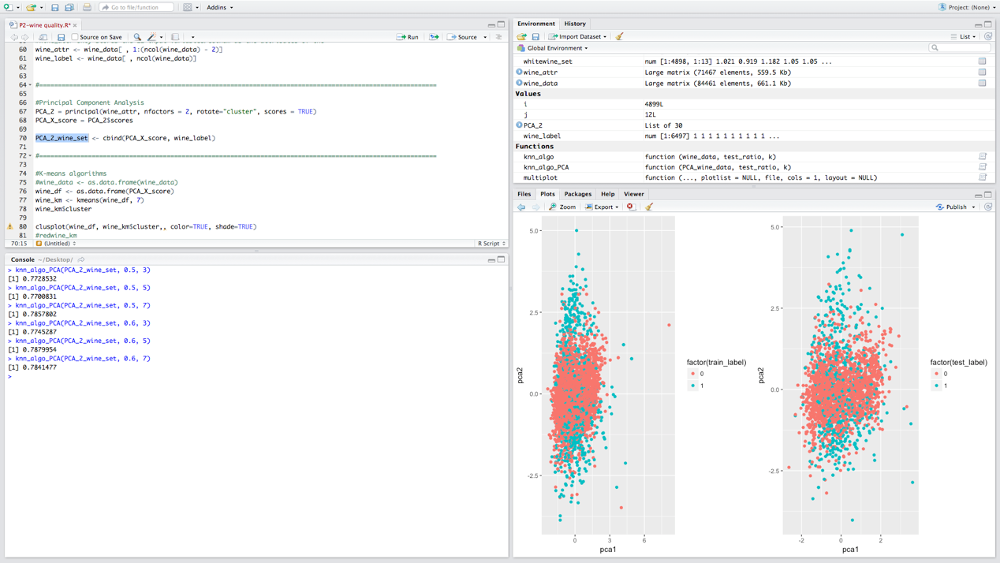 Go to file/function
Addins
Project: (None)
P2-wine quality.R*
Source on Save
Run
Source
60 wine_attr <- wine_data[ , 1:(ncol(wine_data) - 2)]
61 wine_label <- wine_data[ , ncol(wine_data)]
62
63
64 #====================================================================================================
65
66 #Principal Component Analysis
67 PCA_2 = principal(wine_attr, nfactors = 2, rotate="cluster", scores = TRUE)
68 PCA_X_score = PCA_2$scores
69
70 PCA_2_wine_set <- cbind(PCA_X_score, wine_label)
71
72 #====================================================================================================
73
74 #K-means algorithms
75 #wine_data <- as.data.frame(wine_data)
76 wine_df <- as.data.frame(PCA_X_score)
77 wine_km <- kmeans(wine_df, 7)
78 wine_km$cluster
79
80 clusplot(wine_df, wine_km$cluster,, color=TRUE, shade=TRUE)
81 #redwine_km
70:15 (Untitled) R Script
Console ~/Desktop/
> knn_algo_PCA(PCA_2_wine_set, 0.5, 3)
[1] 0.7728532
> knn_algo_PCA(PCA_2_wine_set, 0.5, 5)
[1] 0.7700831
> knn_algo_PCA(PCA_2_wine_set, 0.5, 7)
[1] 0.7857802
> knn_algo_PCA(PCA_2_wine_set, 0.6, 3)
[1] 0.7745287
> knn_algo_PCA(PCA_2_wine_set, 0.6, 5)
[1] 0.7879954
> knn_algo_PCA(PCA_2_wine_set, 0.6, 7)
[1] 0.7841477
>
Environment History
Import Dataset List
Global Environment
whitewine_set num [1:4898, 1:13] 1.021 0.919 1.182 1.05 1.05 ...
wine_attr Large matrix (71467 elements, 559.5 Kb)
wine_data Large matrix (84461 elements, 661.1 Kb)
Values
i 4899L
j 12L
PCA_2 List of 30
wine_label num [1:6497] 1 1 1 1 1 1 1 1 1 1 ...
Functions
knn_algo function (wine_data, test_ratio, k)
knn_algo_PCA function (PCA_wine_data, test_ratio, k)
multiplot function (..., plotlist = NULL, file, cols = 1, layout = NULL)
Files Plots Packages Help Viewer
Zoom Export Publish
5.0
2.5
0.0
-2.5
pca2
0 3 6
pca1
factor(train_label)
0
1
5.0
2.5
0.0
-2.5
pca2
-2 0 2
pca1
factor(test_label)
0
1